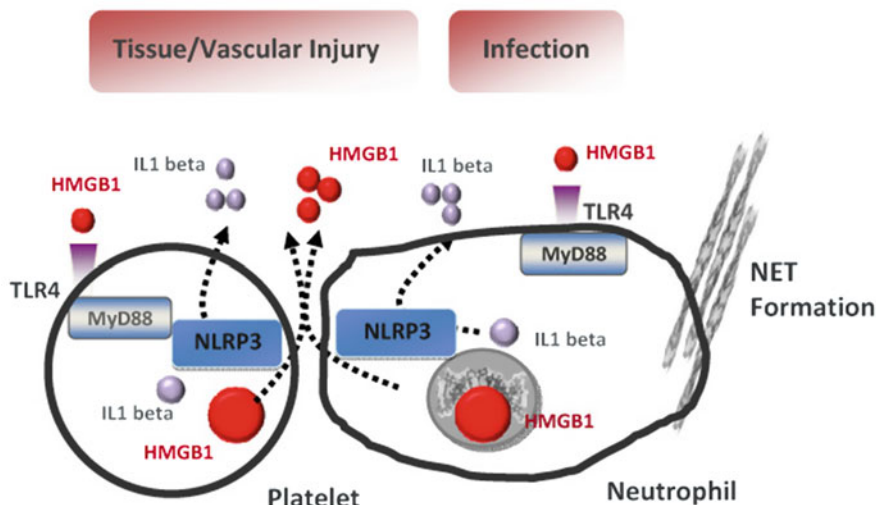 Tissue/Vascular Injury
Infection
IL1 beta
HMGB1
IL1 beta
HMGB1
HMGB1
TLR4
TLR4
MyD88
MyD88
NET
Formation
NLRP3
NLRP3
IL1 beta
IL1 beta
HMGB1
HMGB1
Platelet
Neutrophil